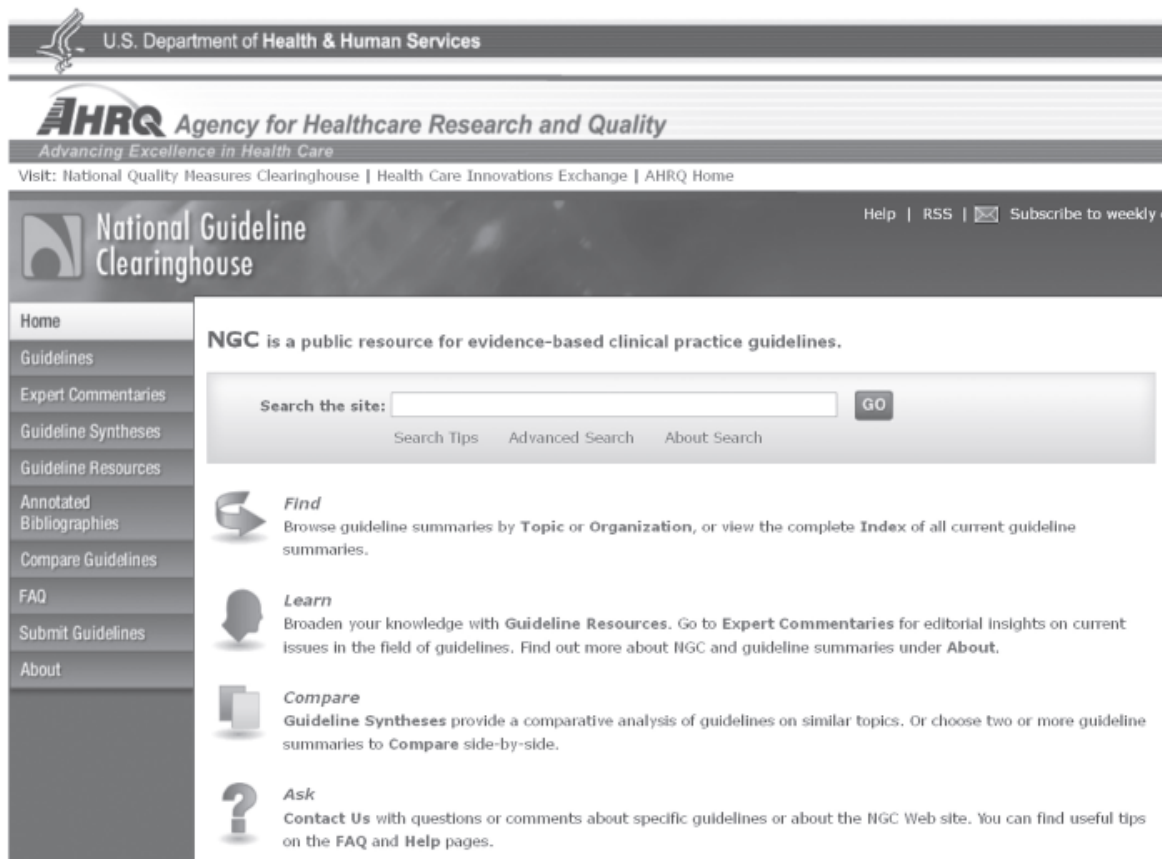 U.S. Department of Health & Human Services
AHRQ Agency for Healthcare Research and Quality
Advancing Excellence in Health Care
Visit: National Quality Measures Clearinghouse | Health Care Innovations Exchange | AHRQ Home
National Guideline
Clearinghouse
Help | RSS | Subscribe to weekly
Home
Guidelines
Expert Commentaries
Guideline Syntheses
Guideline Resources
Annotated
Bibliographies
Compare Guidelines
FAQ
Submit Guidelines
About
NGC is a public resource for evidence-based clinical practice guidelines.
Search the site: GO
Search Tips Advanced Search About Search
Find
Browse guideline summaries by Topic or Organization, or view the complete Index of all current guideline
summaries.
Learn
Broaden your knowledge with Guideline Resources. Go to Expert Commentaries for editorial insights on current
issues in the field of guidelines. Find out more about NGC and guideline summaries under About.
Compare
Guideline Syntheses provide a comparative analysis of guidelines on similar topics. Or choose two or more guideline
summaries to Compare side-by-side.
Ask
Contact Us with questions or comments about specific guidelines or about the NGC Web site. You can find useful tips
on the FAQ and Help pages.